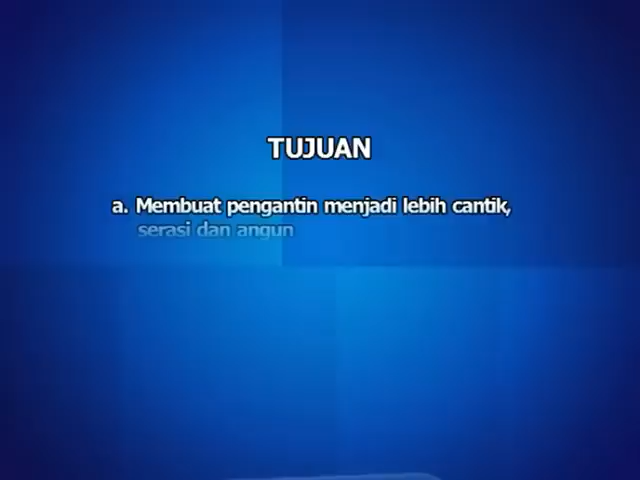 TUJUAN
a. Membuat pengantin menjadi lebih cantik,
serasi dan angun